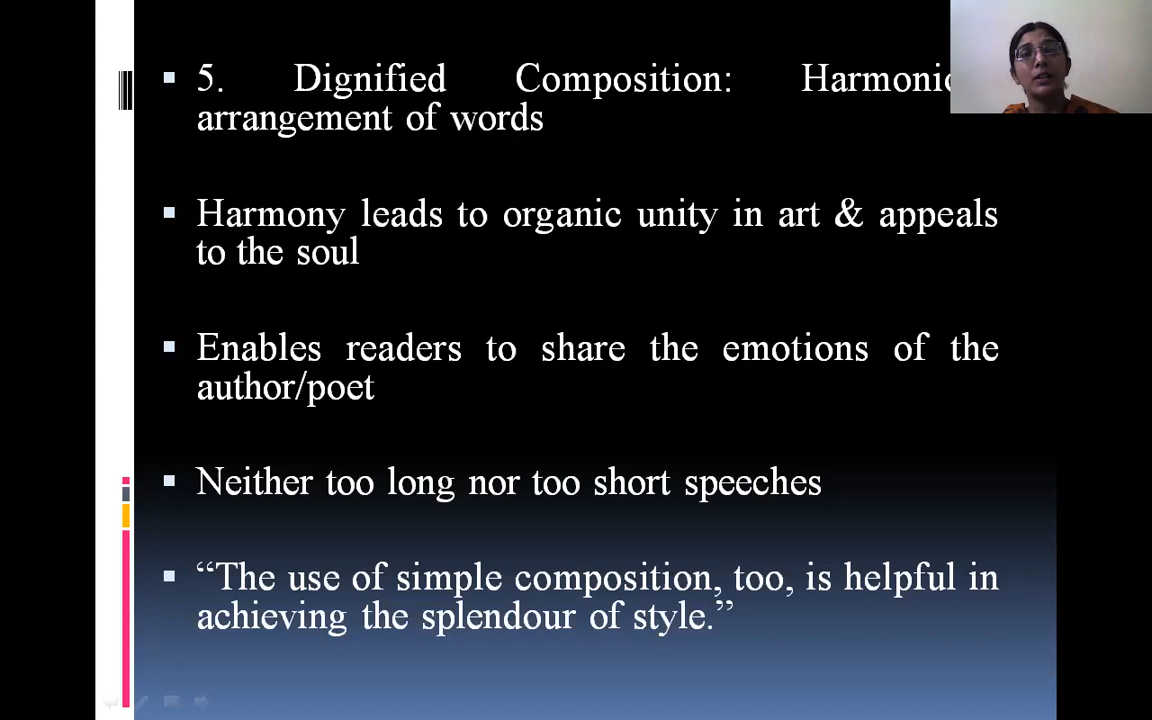 5. Dignified Composition: Harmonio
arrangement of words
Harmony leads to organic unity in art & appeals
to the soul
Enables readers to share the emotions of the
author/poet
Neither too long nor too short speeches
“The use of simple composition, too, is helpful in
achieving the splendour of style.”